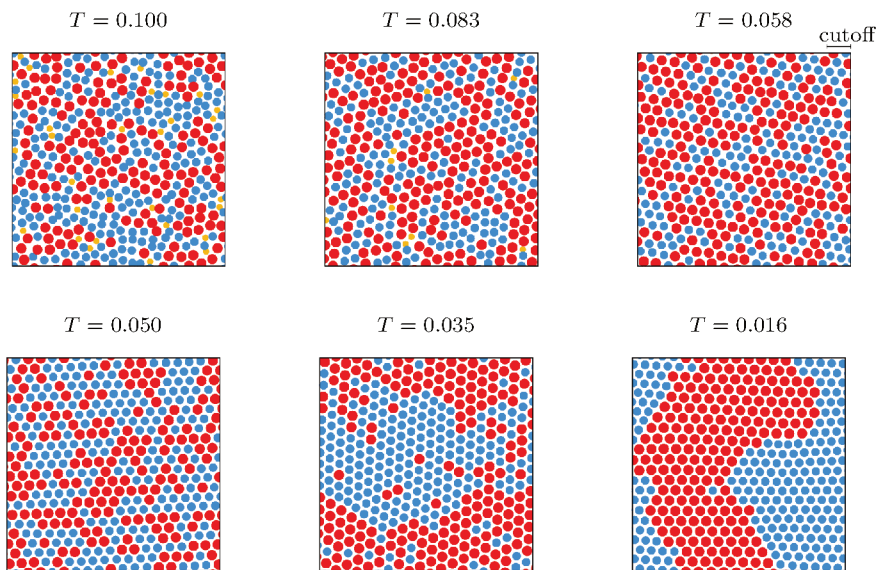 T = 0.100
T = 0.083
T = 0.058
cutoff
T = 0.050
T = 0.035
T = 0.016